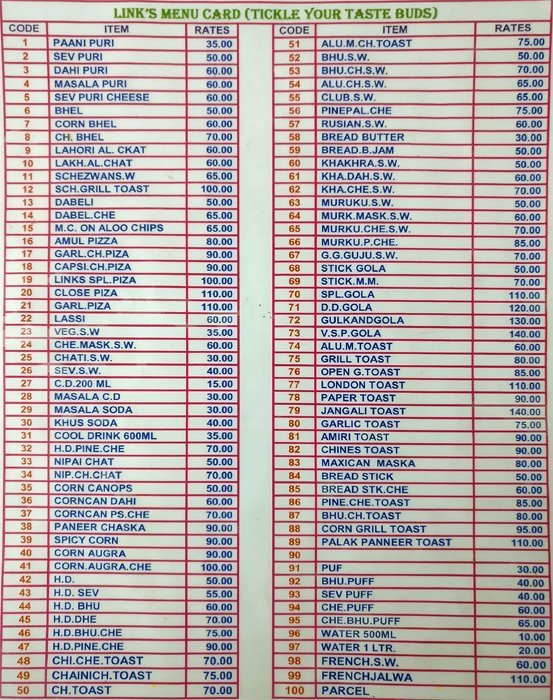 LINK'S MENU CARD (TICKLE YOUR TASTE BUDS)
CODE ITEM RATES
1 PAANI PURI 35.00
2 SEV PURI 50.00
3 DAHI PURI 60.00
4 MASALA PURI 60.00
5 SEV PURI CHEESE 60.00
6 BHEL 50.00
7 CORN BHEL 60.00
8 CH. BHEL 70.00
9 LAHORI AL. CKAT 60.00
10 LAKH.AL.CHAT 60.00
11 SCHEZWANS.W 65.00
12 SCH.GRILL TOAST 100.00
13 DABELI 50.00
14 DABEL.CHE 65.00
15 M.C. ON ALOO CHIPS 65.00
16 AMUL PIZZA 80.00
17 GARL.CH.PIZA 90.00
18 CAPSI.CH.PIZA 90.00
19 LINKS SPL.PIZA 100.00
20 CLOSE PIZA 110.00
21 GARL.PIZA 110.00
22 LASSI 60.00
23 VEG.S.W 35.00
24 CHE.MASK.S.W. 60.00
25 CHATI.S.W. 30.00
26 SEV.S.W. 40.00
27 C.D.200 ML 15.00
28 MASALA C.D 30.00
29 MASALA SODA 30.00
30 KHUS SODA 40.00
31 COOL DRINK 600ML 35.00
32 H.D.PINE.CHE 70.00
33 NIPAI CHAT 50.00
34 NIP.CH.CHAT 70.00
35 CORN CANOPS 50.00
36 CORNCAN DAHI 60.00
37 CORNCAN PS.CHE 70.00
38 PANEER CHASKA 90.00
39 SPICY CORN 90.00
40 CORN AUGRA 90.00
41 CORN.AUGRA.CHE 100.00
42 H.D. 50.00
43 H.D. SEV 55.00
44 H.D. BHU 60.00
45 H.D.DHE 70.00
46 H.D.BHU.CHE 75.00
47 H.D.PINE.CHE 90.00
48 CHI.CHE.TOAST 70.00
49 CHAINICH.TOAST 75.00
50 CH.TOAST 70.00
CODE ITEM RATES
51 ALU.M.CH.TOAST 75.00
52 BHU.S.W. 50.00
53 BHU.CH.S.W. 70.00
54 ALU.CH.S.W. 65.00
55 CLUB.S.W. 65.00
56 PINEPAL.CHE 75.00
57 RUSIAN.S.W. 60.00
58 BREAD BUTTER 30.00
59 BREAD.B.JAM 50.00
60 KHAKHRA.S.W. 50.00
61 KHA.DAH.S.W. 60.00
62 KHA.CHE.S.W. 70.00
63 MURUKU.S.W. 50.00
64 MURK.MASK.S.W. 60.00
65 MURKU.CHE.S.W. 70.00
66 MURKU.P.CHE. 85.00
67 G.G.GUJU.S.W. 70.00
68 STICK GOLA 50.00
69 STICK.M.M. 70.00
70 SPL.GOLA 110.00
71 D.D.GOLA 120.00
72 GULKANDGOLA 130.00
73 V.S.P.GOLA 140.00
74 ALU.M.TOAST 60.00
75 GRILL TOAST 80.00
76 OPEN G.TOAST 85.00
77 LONDON TOAST 110.00
78 PAPER TOAST 90.00
79 JANGALI TOAST 140.00
80 GARLIC TOAST 75.00
81 AMIRI TOAST 90.00
82 CHINES TOAST 90.00
83 MAXICAN MASKA 80.00
84 BREAD STICK 50.00
85 BREAD STK.CHE 60.00
86 PINE.CHE.TOAST 85.00
87 BHU.CH.TOAST 80.00
88 CORN GRILL TOAST 95.00
89 PALAK PANNEER TOAST 110.00
90
91 PUF 30.00
92 BHU.PUFF 40.00
93 SEV PUFF 40.00
94 CHE.PUFF 60.00
95 CHE.BHU.PUFF 65.00
96 WATER 500ML 10.00
97 WATER 1 LTR. 20.00
98 FRENCH.S.W. 60.00
99 FRENCHJALWA 110.00
100 PARCEL